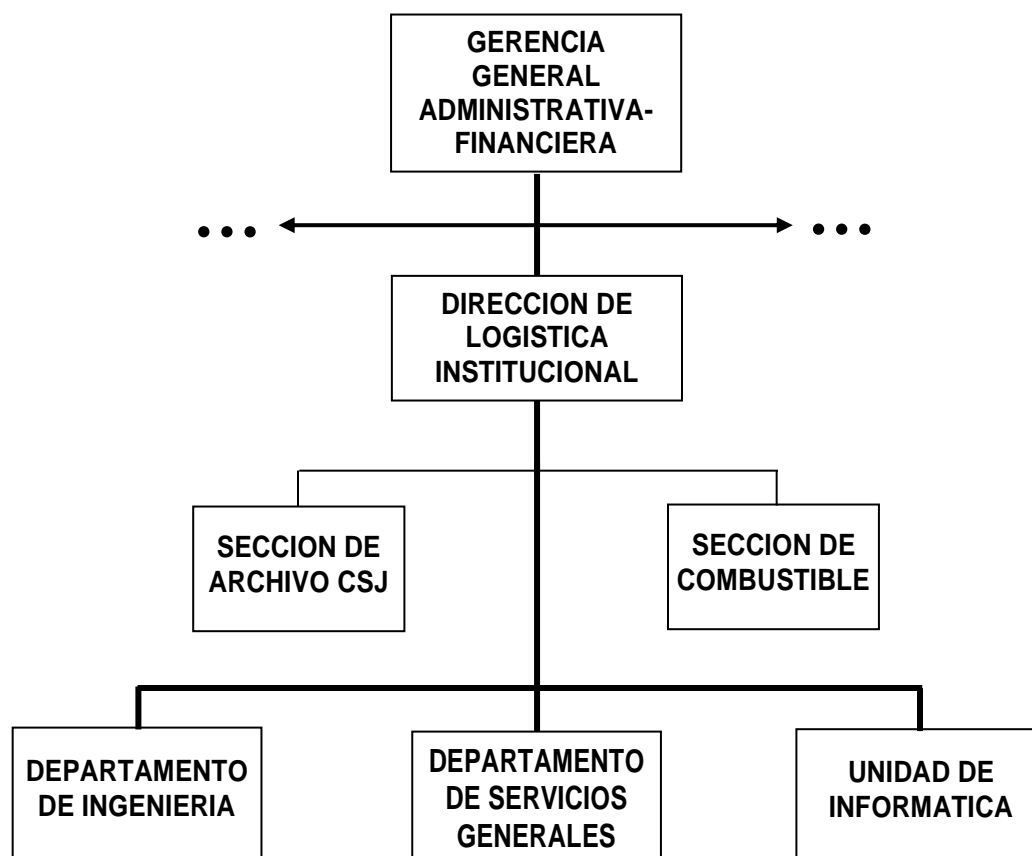 GERENCIA
GENERAL
ADMINISTRATIVA-
FINANCIERA
DIRECCION DE
LOGISTICA
INSTITUCIONAL
SECCION DE
ARCHIVO CSJ
SECCION DE
COMBUSTIBLE
DEPARTAMENTO
DE INGENIERIA
DEPARTAMENTO
DE SERVICIOS
GENERALES
UNIDAD DE
INFORMATICA